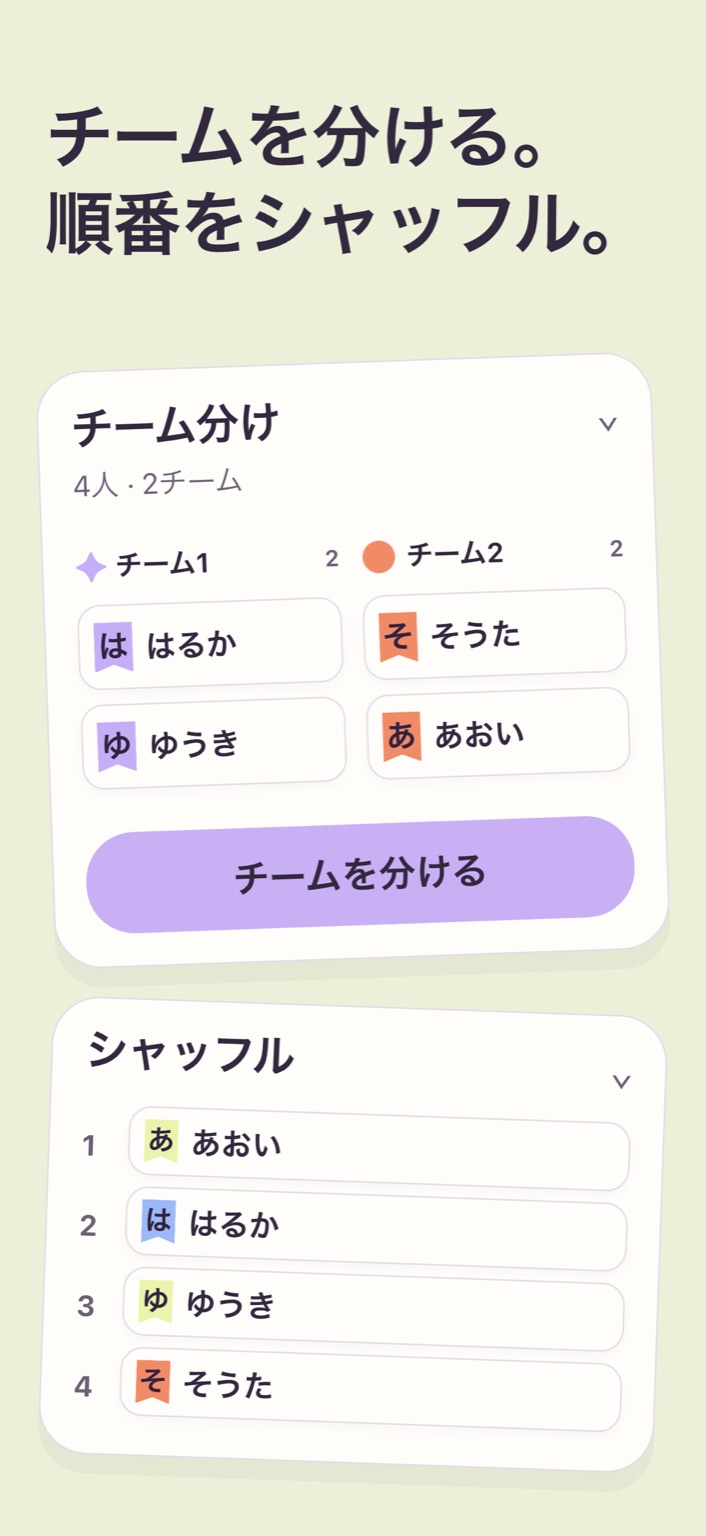 チームを分ける。
順番をシャッフル。
チーム分け
4人 · 2チーム
チーム1 2
チーム2 2
は はるか
そ そうた
ゆ ゆうき
あ あおい
チームを分ける
シャッフル
1 あ あおい
2 は はるか
3 ゆ ゆうき
4 そ そうた